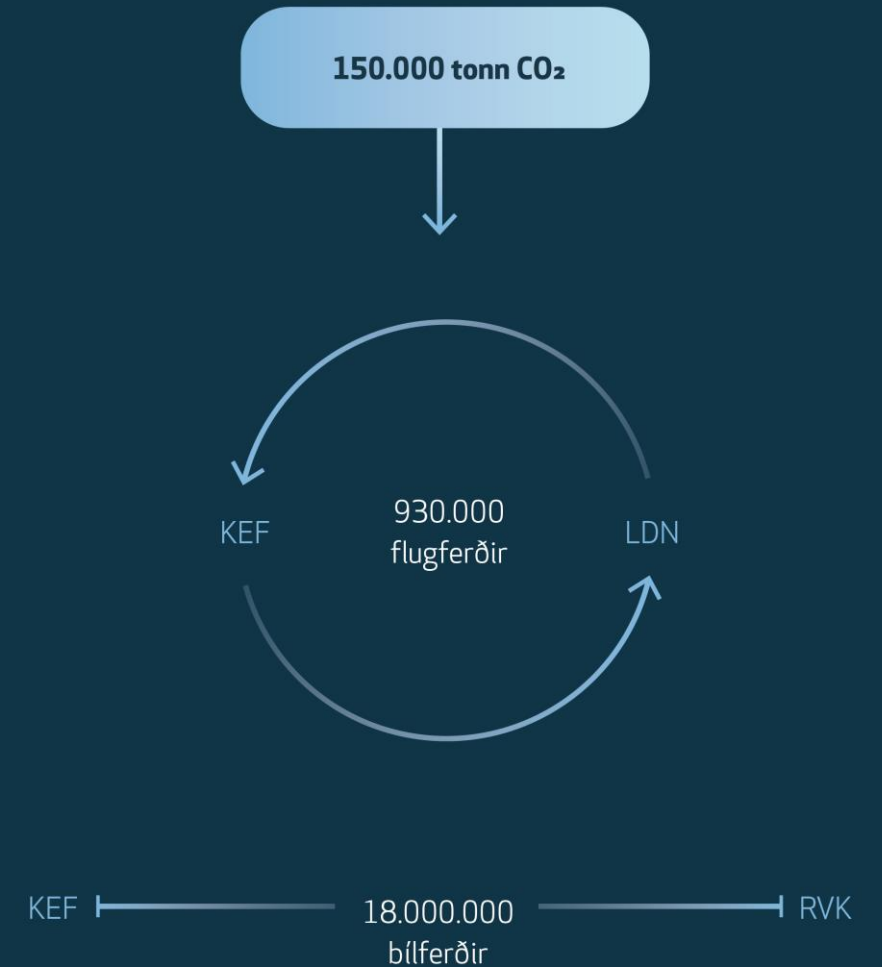 150.000 tonn CO₂
930.000
flugferðir
KEF
LDN
KEF
18.000.000
bílferðir
RVK